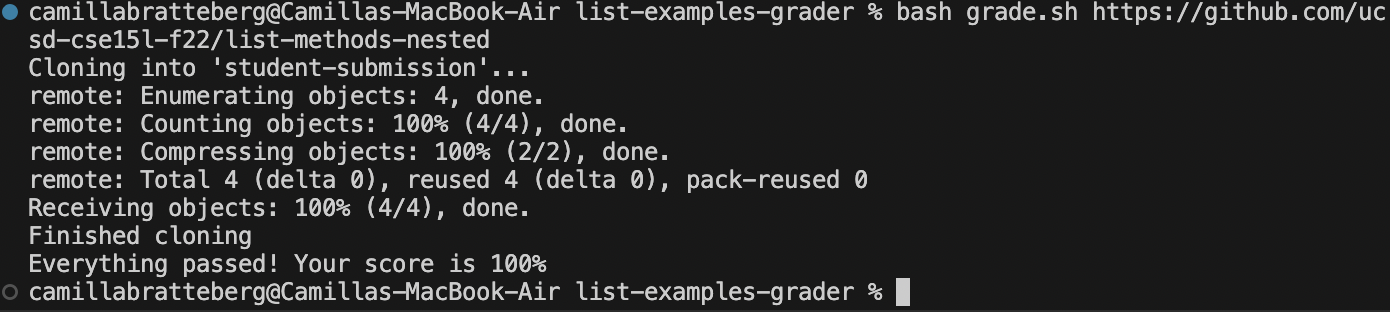 camillabratteberg@Camillas-MacBook-Air list-examples-grader % bash grade.sh https://github.com/uc
sd-cse15l-f22/list-methods-nested
Cloning into 'student-submission'...
remote: Enumerating objects: 4, done.
remote: Counting objects: 100% (4/4), done.
remote: Compressing objects: 100% (2/2), done.
remote: Total 4 (delta 0), reused 4 (delta 0), pack-reused 0
Receiving objects: 100% (4/4), done.
Finished cloning
Everything passed! Your score is 100%
camillabratteberg@Camillas-MacBook-Air list-examples-grader %